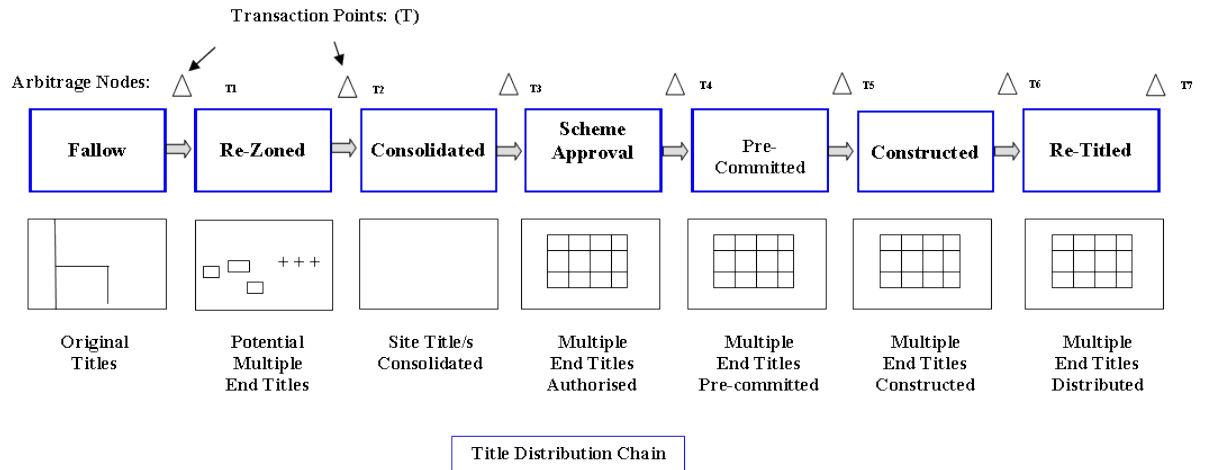 Transaction Points: (T)
Arbitrage Nodes:
T1
T2
T3
T4
T5
T6
T7
Fallow
Re-Zoned
Consolidated
Scheme
Approval
Pre-
Committed
Constructed
Re-Titled
+ + +
Original
Titles
Potential
Multiple
End Titles
Site Title/s
Consolidated
Multiple
End Titles
Authorised
Multiple
End Titles
Pre-committed
Multiple
End Titles
Constructed
Multiple
End Titles
Distributed
Title Distribution Chain